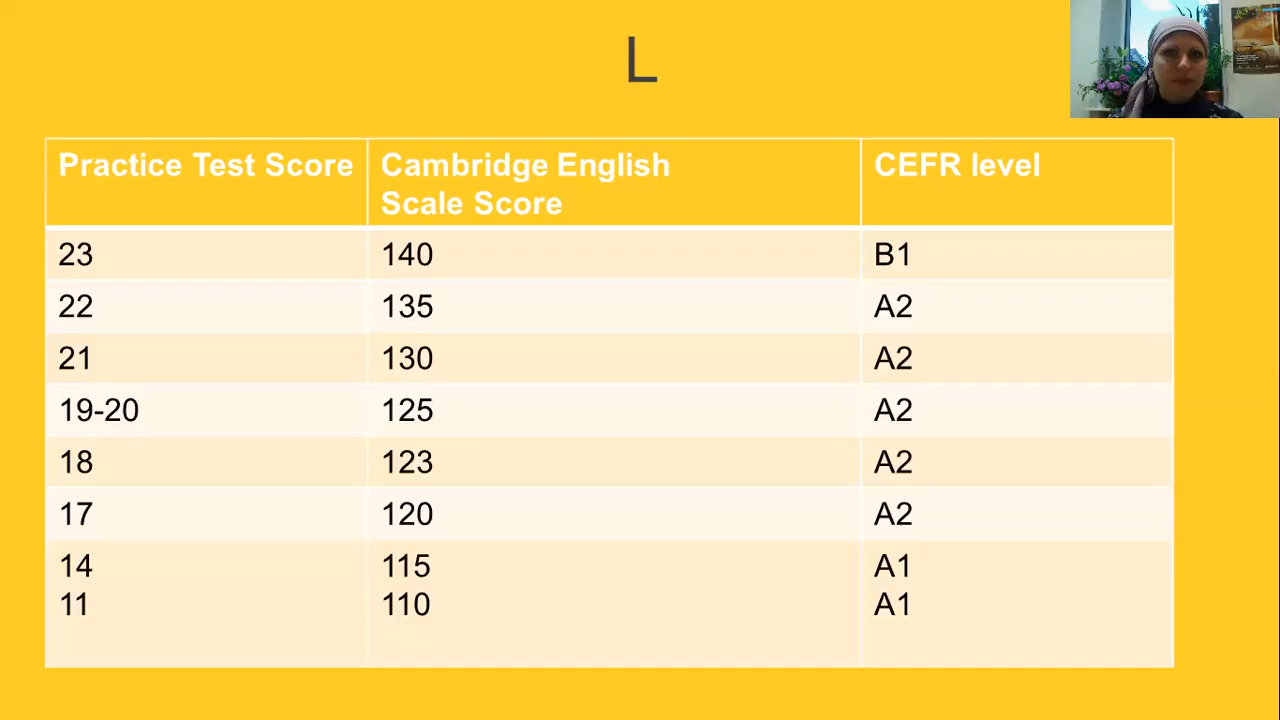 L
Practice Test Score Cambridge English Scale Score CEFR level
23 140 B1
22 135 A2
21 130 A2
19-20 125 A2
18 123 A2
17 120 A2
14 115 A1
11 110 A1